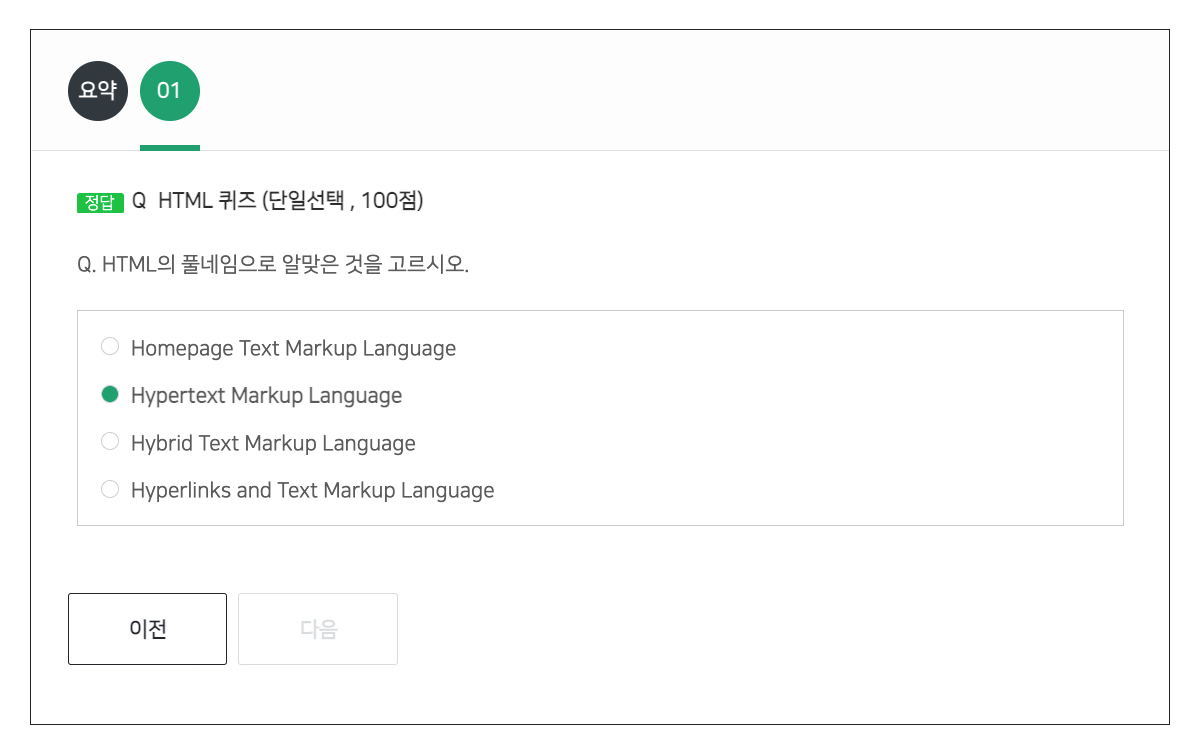 요약 01
정답 Q HTML 퀴즈 (단일선택 , 100점)
Q. HTML의 풀네임으로 알맞은 것을 고르시오.
Homepage Text Markup Language
Hypertext Markup Language
Hybrid Text Markup Language
Hyperlinks and Text Markup Language
이전 다음